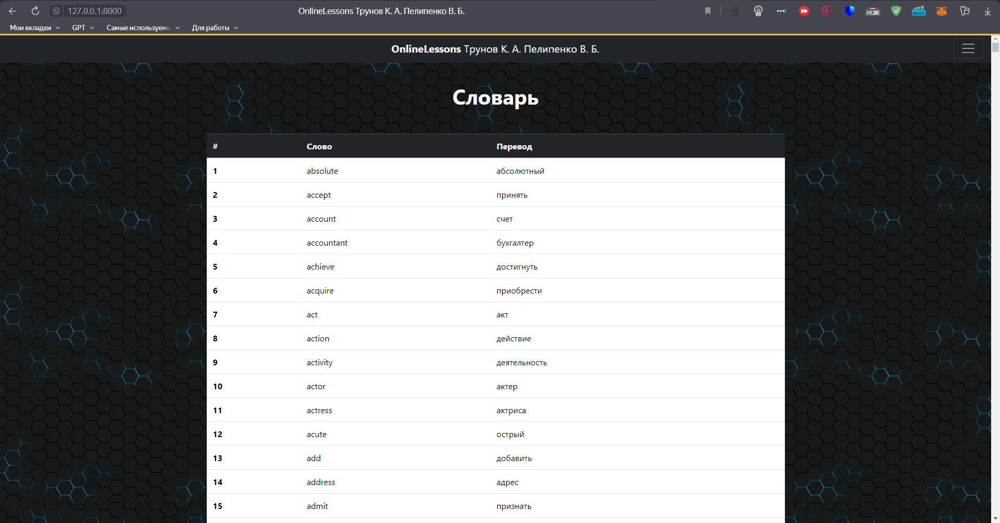 127.0.0.1:8000 OnlineLessons Трунов К. А. Пелипенко В. Б. >1.2K выкл
Мои вкладки GPT Самые используемы Для работы
OnlineLessons Трунов К. А. Пелипенко В. Б.
Словарь
# Слово Перевод
1 absolute абсолютный
2 accept принять
3 account счет
4 accountant бухгалтер
5 achieve достигнуть
6 acquire приобрести
7 act акт
8 action действие
9 activity деятельность
10 actor актер
11 actress актриса
12 acute острый
13 add добавить
14 address адрес
15 admit признать